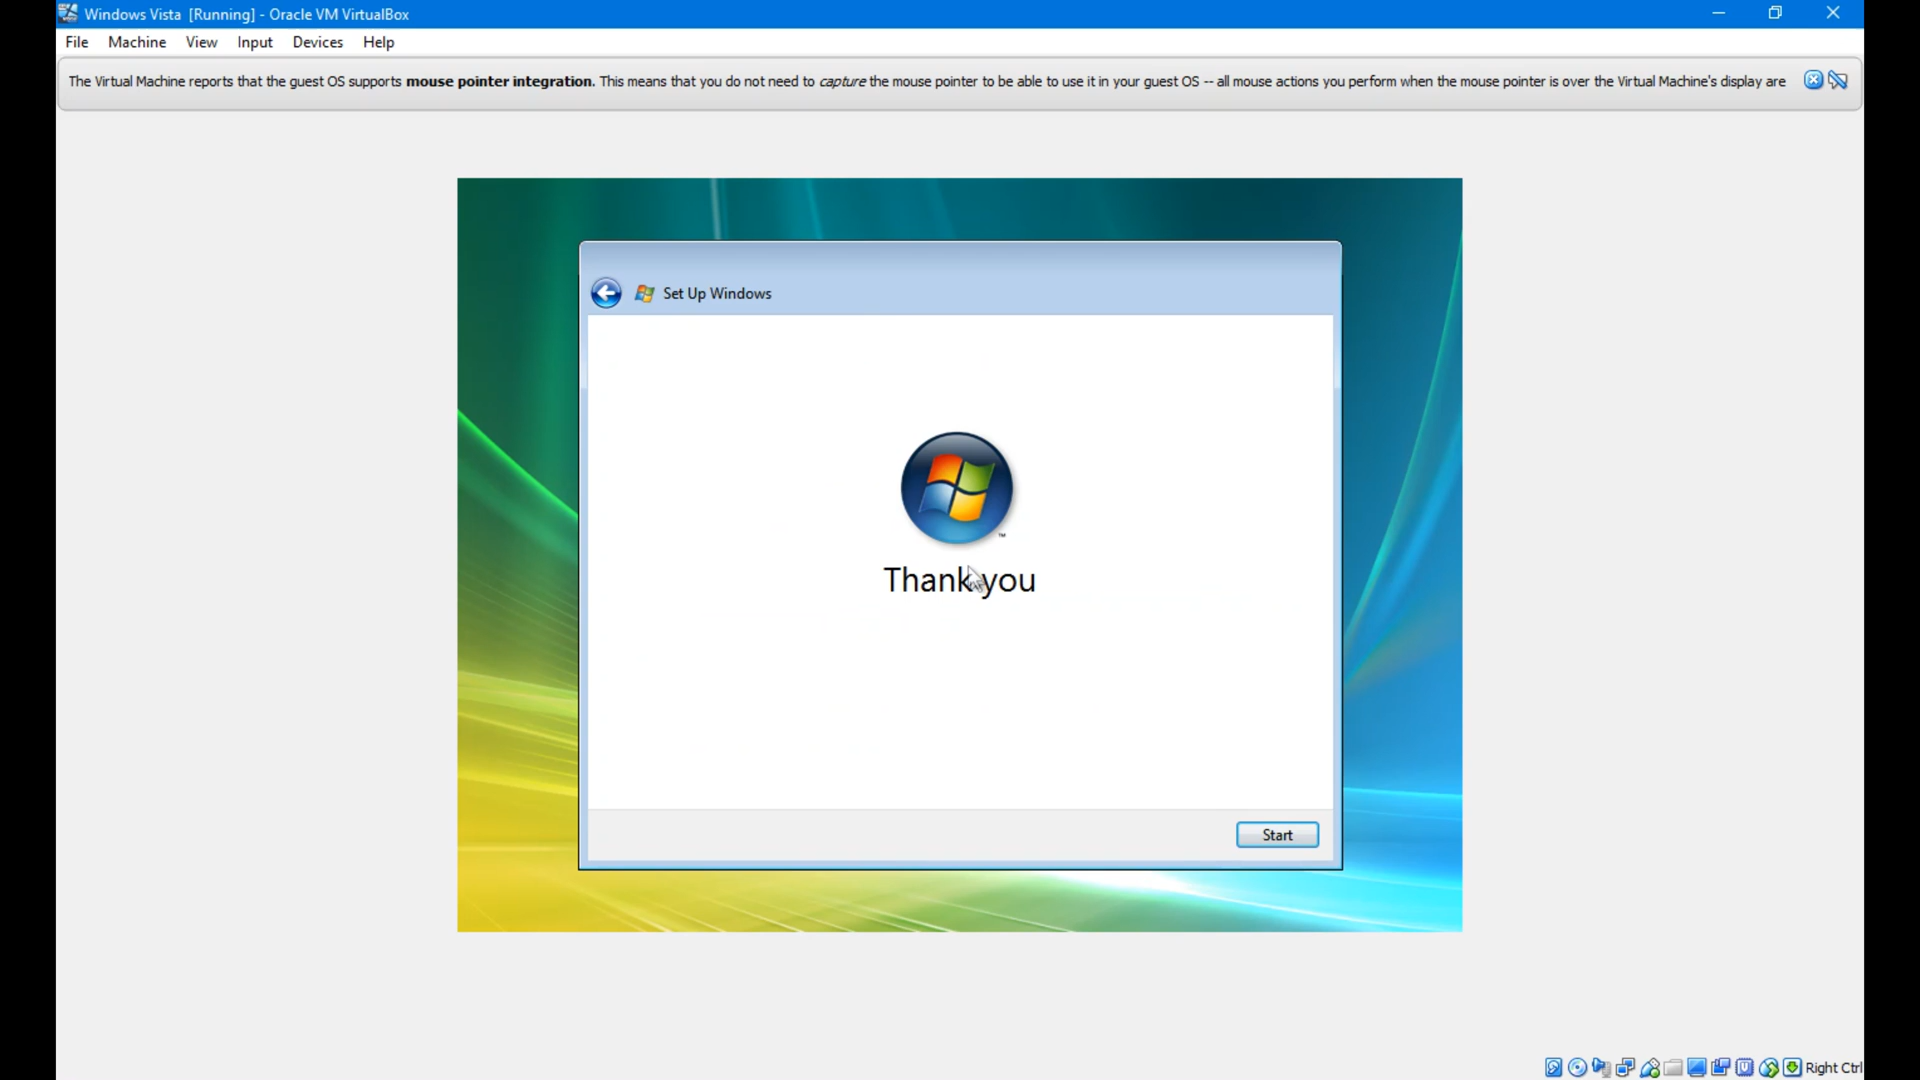 Windows Vista [Running] - Oracle VM VirtualBox
File Machine View Input Devices Help
The Virtual Machine reports that the guest OS supports mouse pointer integration. This means that you do not need to capture the mouse pointer to be able to use it in your guest OS -- all mouse actions you perform when the mouse pointer is over the Virtual Machine's display are
Set Up Windows
TM
Thank you
Start
Right Ctrl